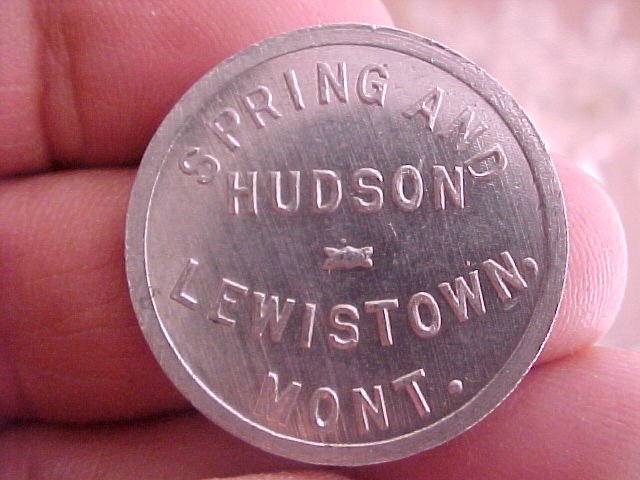 SPRING AND
HUDSON
LEWISTOWN,
MONT.